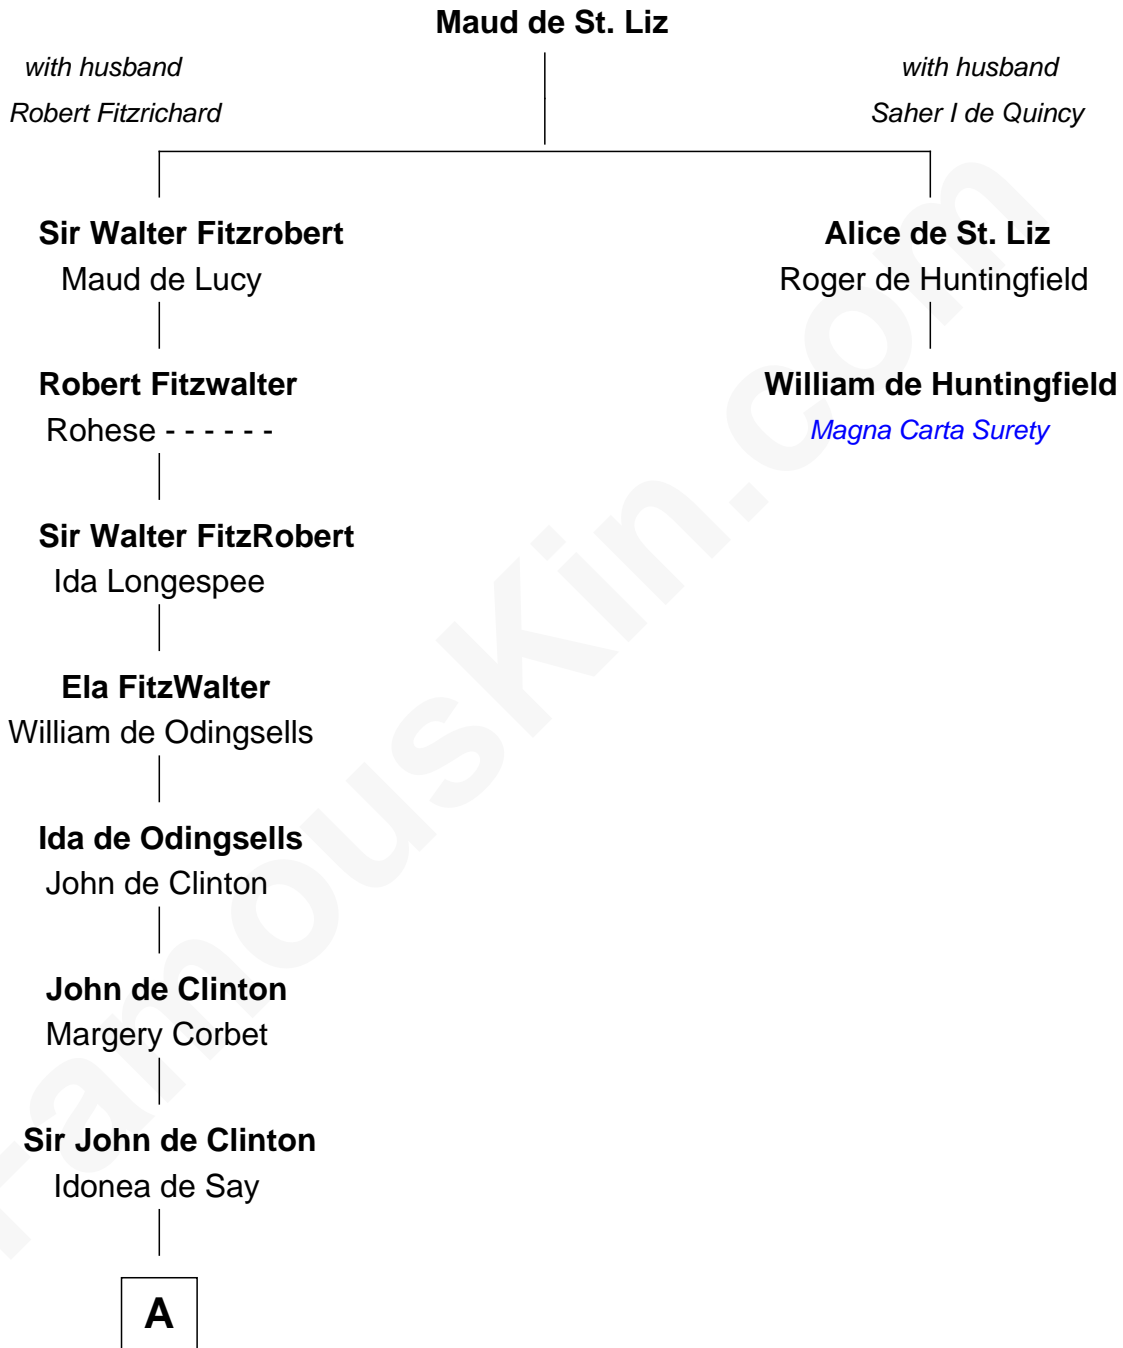 Maud de St. Liz
with husband
Robert Fitzrichard
with husband
Saher I de Quincy
Sir Walter Fitzrobert
Maud de Lucy
Alice de St. Liz
Roger de Huntingfield
Robert Fitzwalter
Rohese - - - - - -
William de Huntingfield
Magna Carta Surety
Sir Walter FitzRobert
Ida Longespee
Ela FitzWalter
William de Odingsells
Ida de Odingsells
John de Clinton
John de Clinton
Margery Corbet
Sir John de Clinton
Idonea de Say
A
FamousKin.com